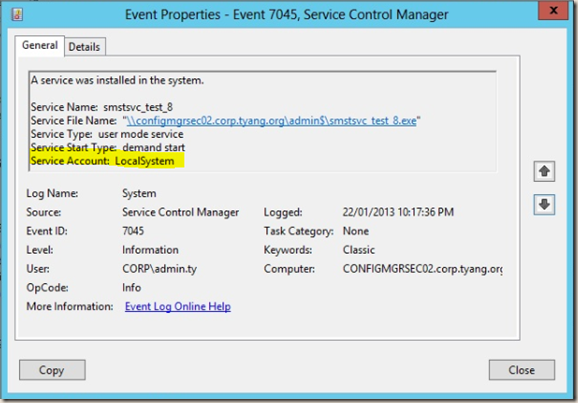 Event Properties - Event 7045, Service Control Manager
x
General Details
A service was installed in the system.
Service Name: smstsvc_test_8
Service File Name: "\\configmgrsec02.corp.tyang.org\admin$\smstsvc_test_8.exe"
Service Type: user mode service
Service Start Type: demand start
Service Account: LocalSystem
Log Name: System
Source: Service Control Manager Logged: 22/01/2013 10:17:36 PM
Event ID: 7045 Task Category: None
Level: Information Keywords: Classic
User: CORP\admin.ty Computer: CONFIGMGRSEC02.corp.tyang.org
OpCode: Info
More Information: Event Log Online Help
Copy Close